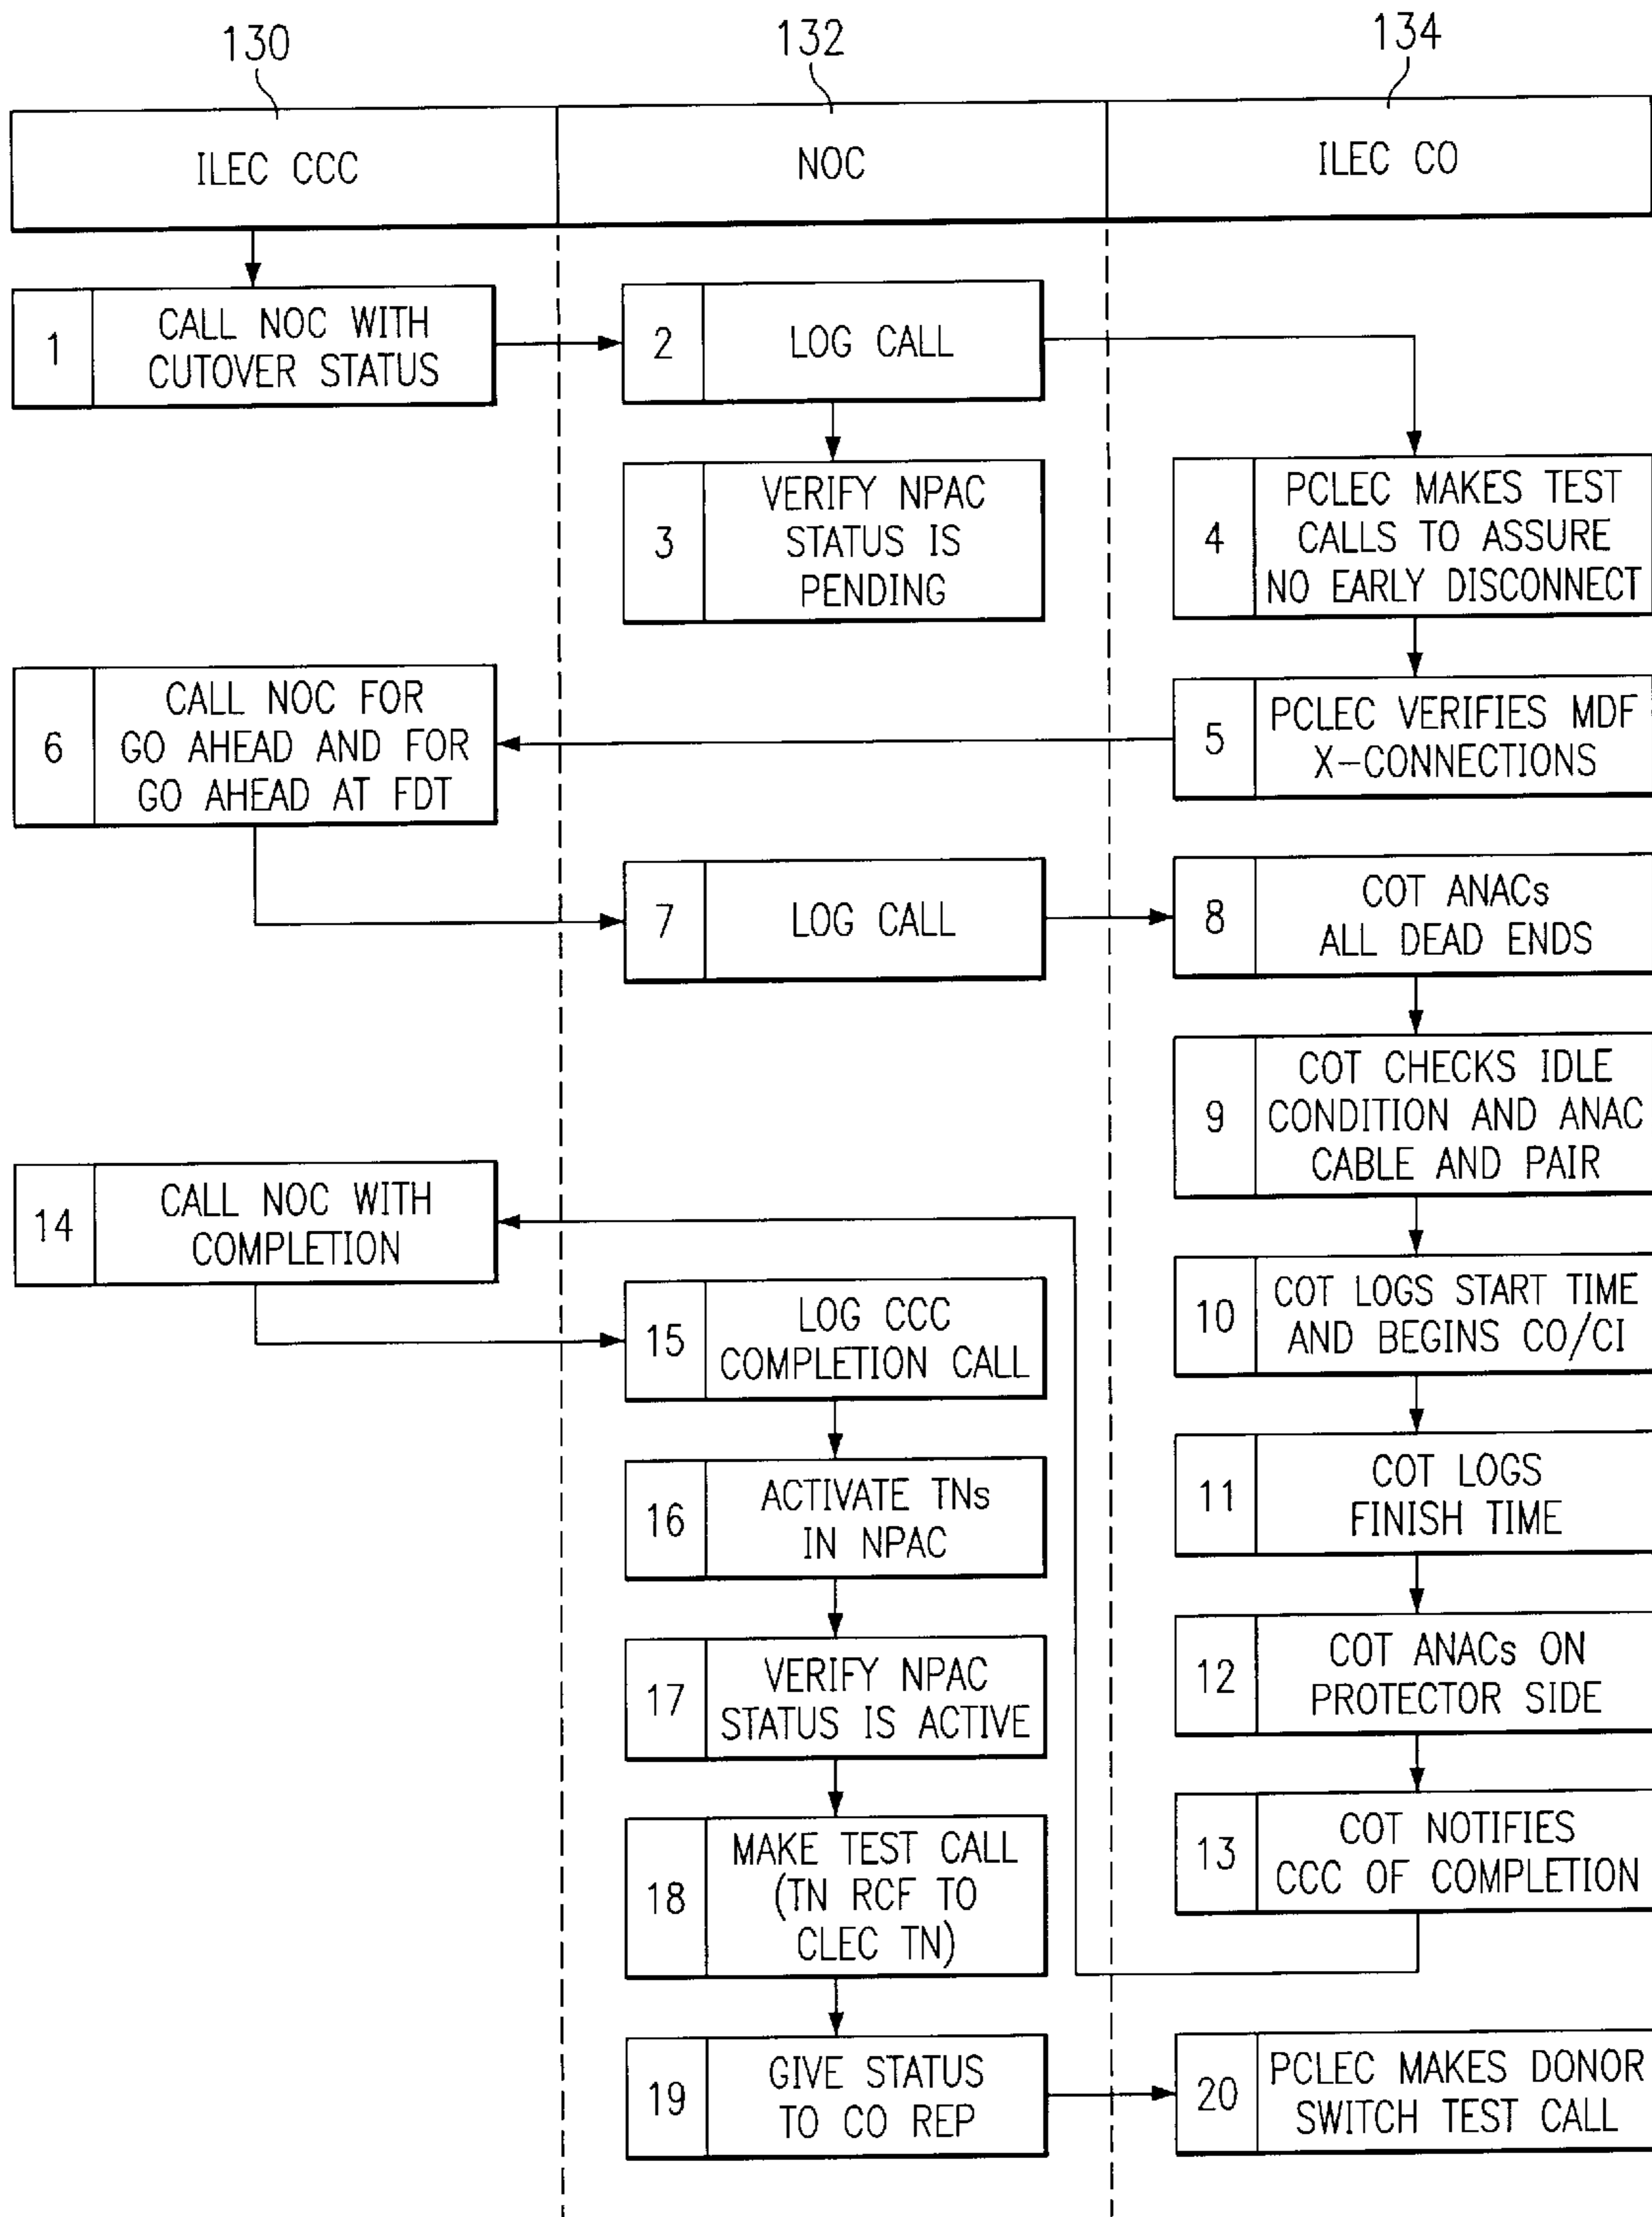 130
132
134
ILEC CCC
NOC
ILEC CO
1
CALL NOC WITH
CUTOVER STATUS
2
LOG CALL
3
VERIFY NPAC
STATUS IS
PENDING
4
PCLEC MAKES TEST
CALLS TO ASSURE
NO EARLY DISCONNECT
5
PCLEC VERIFIES MDF
X-CONNECTIONS
6
CALL NOC FOR
GO AHEAD AND FOR
GO AHEAD AT FDT
7
LOG CALL
8
COT ANACs
ALL DEAD ENDS
9
COT CHECKS IDLE
CONDITION AND ANAC
CABLE AND PAIR
10
COT LOGS START TIME
AND BEGINS CO/CI
11
COT LOGS
FINISH TIME
12
COT ANACs ON
PROTECTOR SIDE
13
COT NOTIFIES
CCC OF COMPLETION
14
CALL NOC WITH
COMPLETION
15
LOG CCC
COMPLETION CALL
16
ACTIVATE TNs
IN NPAC
17
VERIFY NPAC
STATUS IS ACTIVE
18
MAKE TEST CALL
(TN RCF TO
CLEC TN)
19
GIVE STATUS
TO CO REP
20
PCLEC MAKES DONOR
SWITCH TEST CALL